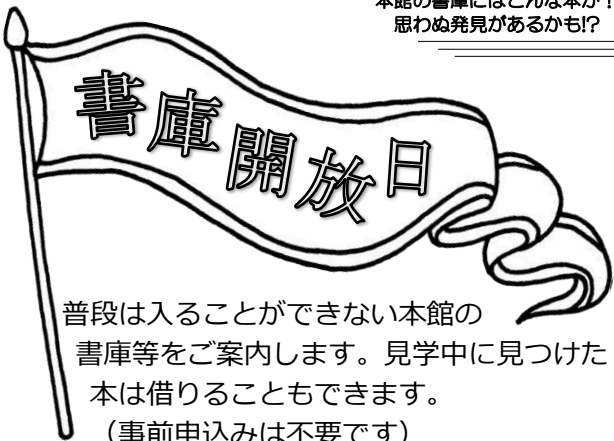 本館の書庫にはどんな本が！
思わぬ発見があるかも!?
書庫開放日
普段は入ることができない本館の
書庫等をご案内します。見学中に見つけた
本は借りることもできます。
（事前申込みは不要です）